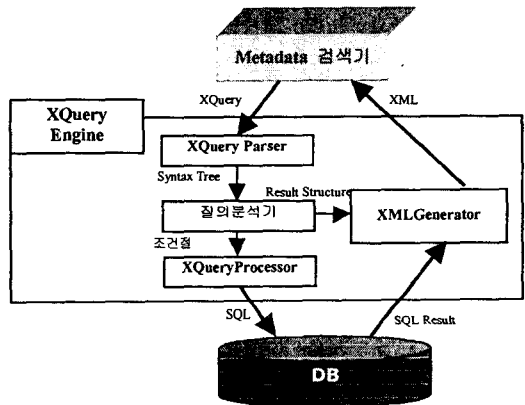 Metadata 검색기
XQuery
XML
XQuery
Engine
XQuery Parser
Syntax Tree
Result Structure
질의분석기
XMLGenerator
조건절
XQueryProcessor
SQL
SQL Result
DB